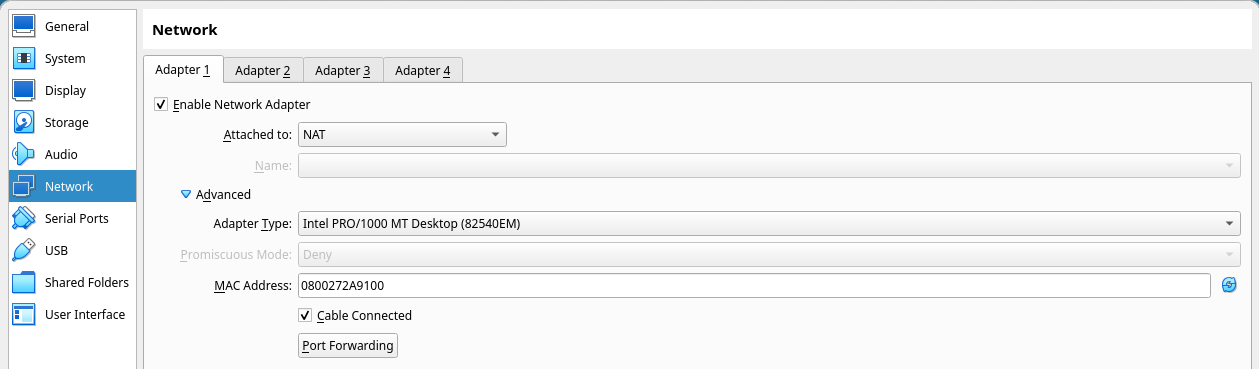 General
System
Display
Storage
Audio
Network
Serial Ports
USB
Shared Folders
User Interface
Network
Adapter 1 Adapter 2 Adapter 3 Adapter 4
Enable Network Adapter
Attached to: NAT
Name:
Advanced
Adapter Type: Intel PRO/1000 MT Desktop (82540EM)
Promiscuous Mode: Deny
MAC Address: 0800272A9100
Cable Connected
Port Forwarding